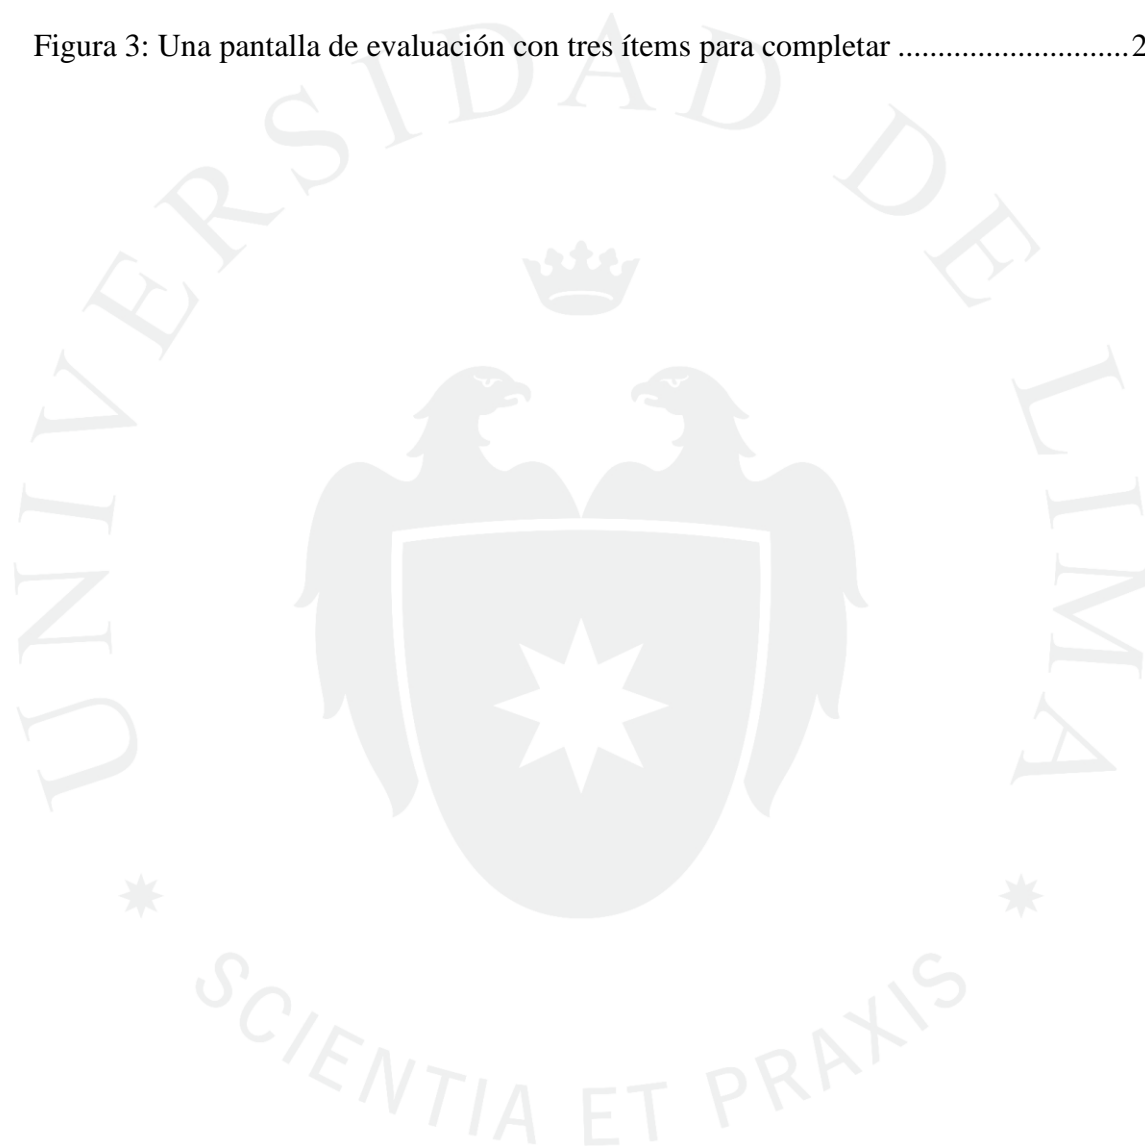 Figura 3: Una pantalla de evaluación con tres ítems para completar ............................2
UNIVERSIDAD DE LIMA
SCIENTIA ET PRAXIS